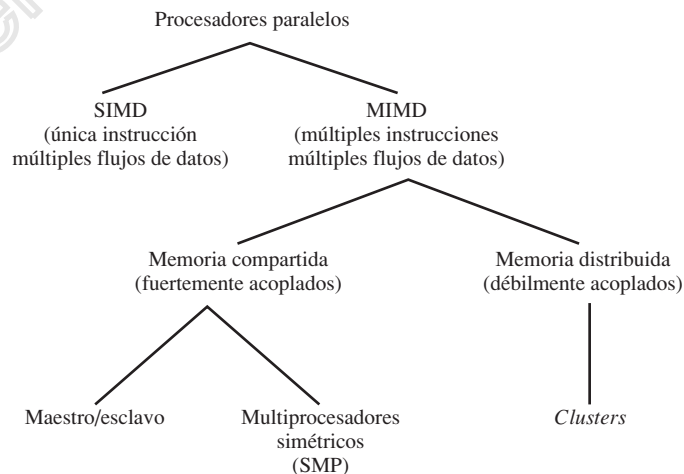 Procesadores paralelos
SIMD
(única instrucción
múltiples flujos de datos)
MIMD
(múltiples instrucciones
múltiples flujos de datos)
Memoria compartida
(fuertemente acoplados)
Memoria distribuida
(débilmente acoplados)
Maestro/esclavo
Multiprocesadores
simétricos
(SMP)
Clusters